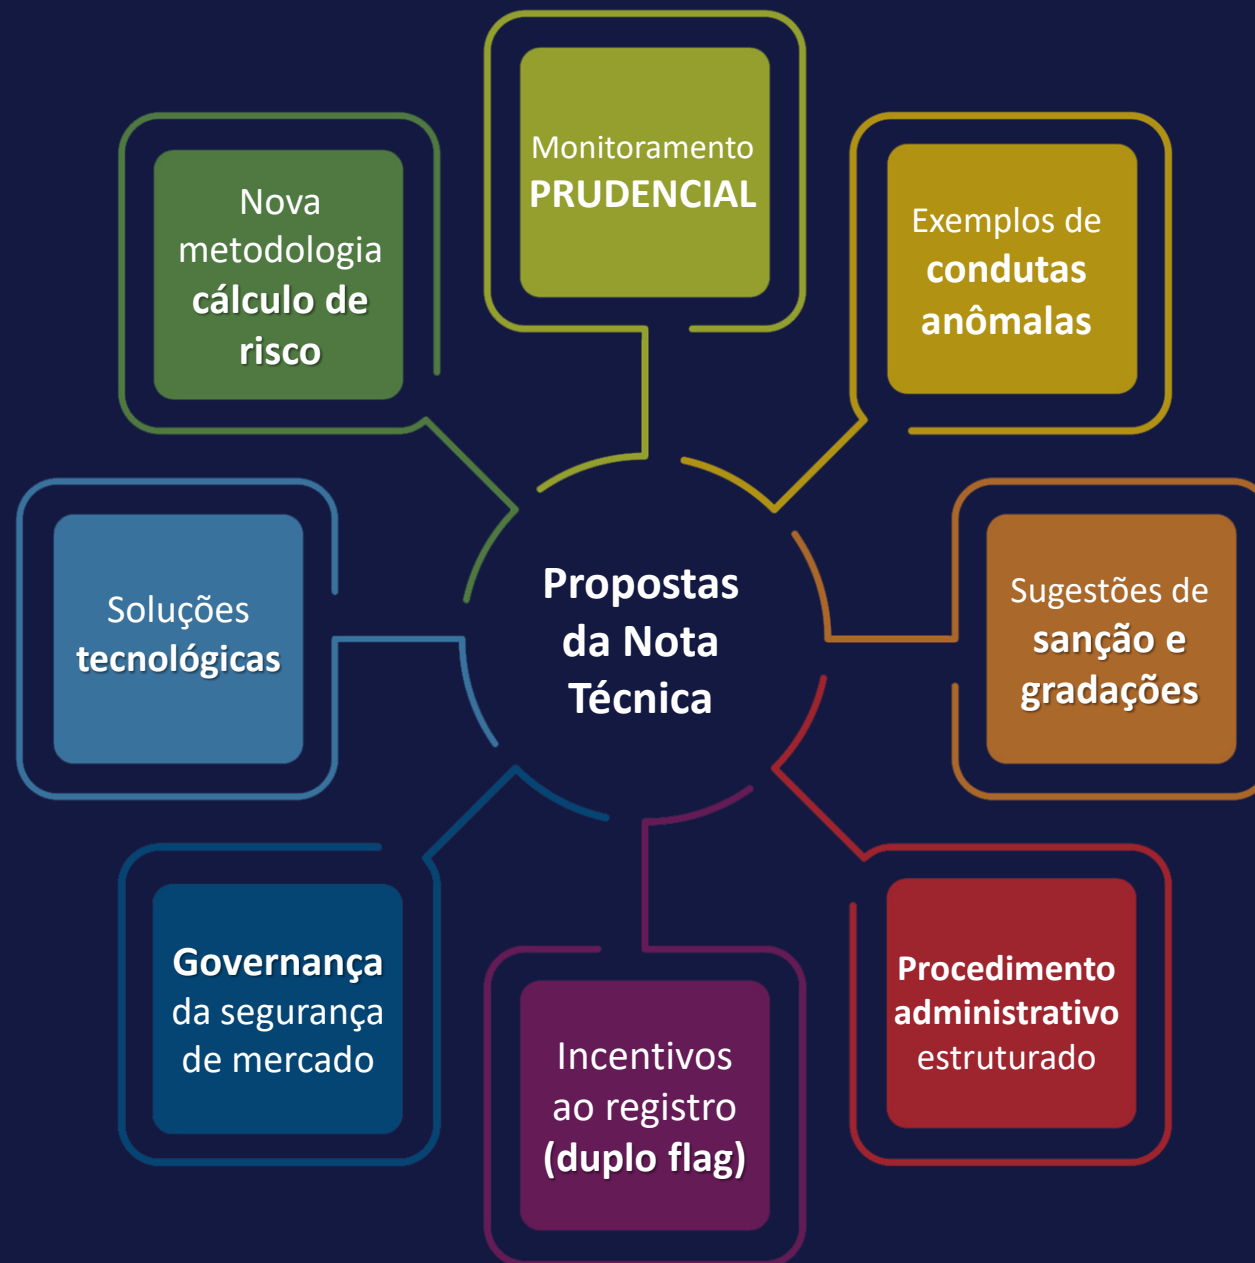 Monitoramento
PRUDENCIAL
Exemplos de
condutas
anômalas
Sugestões de
sanção e
gradações
Procedimento
administrativo
estruturado
Incentivos
ao registro
(duplo flag)
Governança
da segurança
de mercado
Soluções
tecnológicas
Nova
metodologia
cálculo de
risco
Propostas
da Nota
Técnica